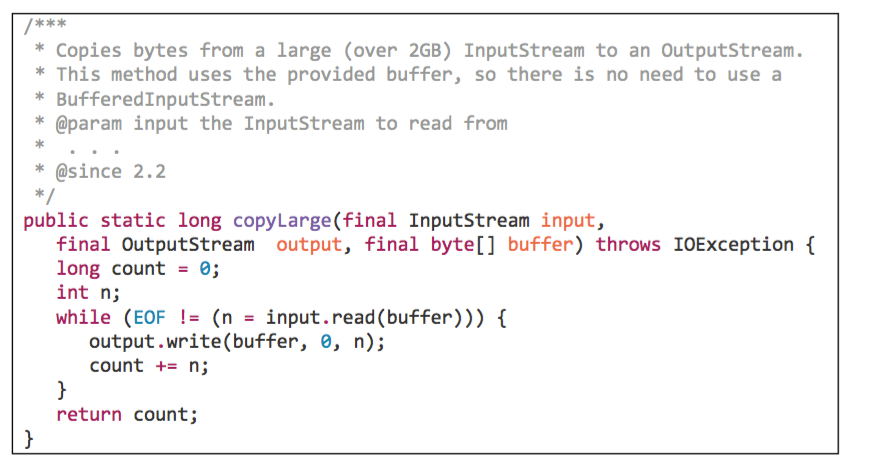 /***
 * Copies bytes from a large (over 2GB) InputStream to an OutputStream.
 * This method uses the provided buffer, so there is no need to use a
 * BufferedInputStream.
 * @param input the InputStream to read from
 *  . . .
 * @since 2.2
 */
public static long copyLarge(final InputStream input,
   final OutputStream  output, final byte[] buffer) throws IOException {
   long count = 0;
   int n;
   while (EOF != (n = input.read(buffer))) {
      output.write(buffer, 0, n);
      count += n;
   }
   return count;
}